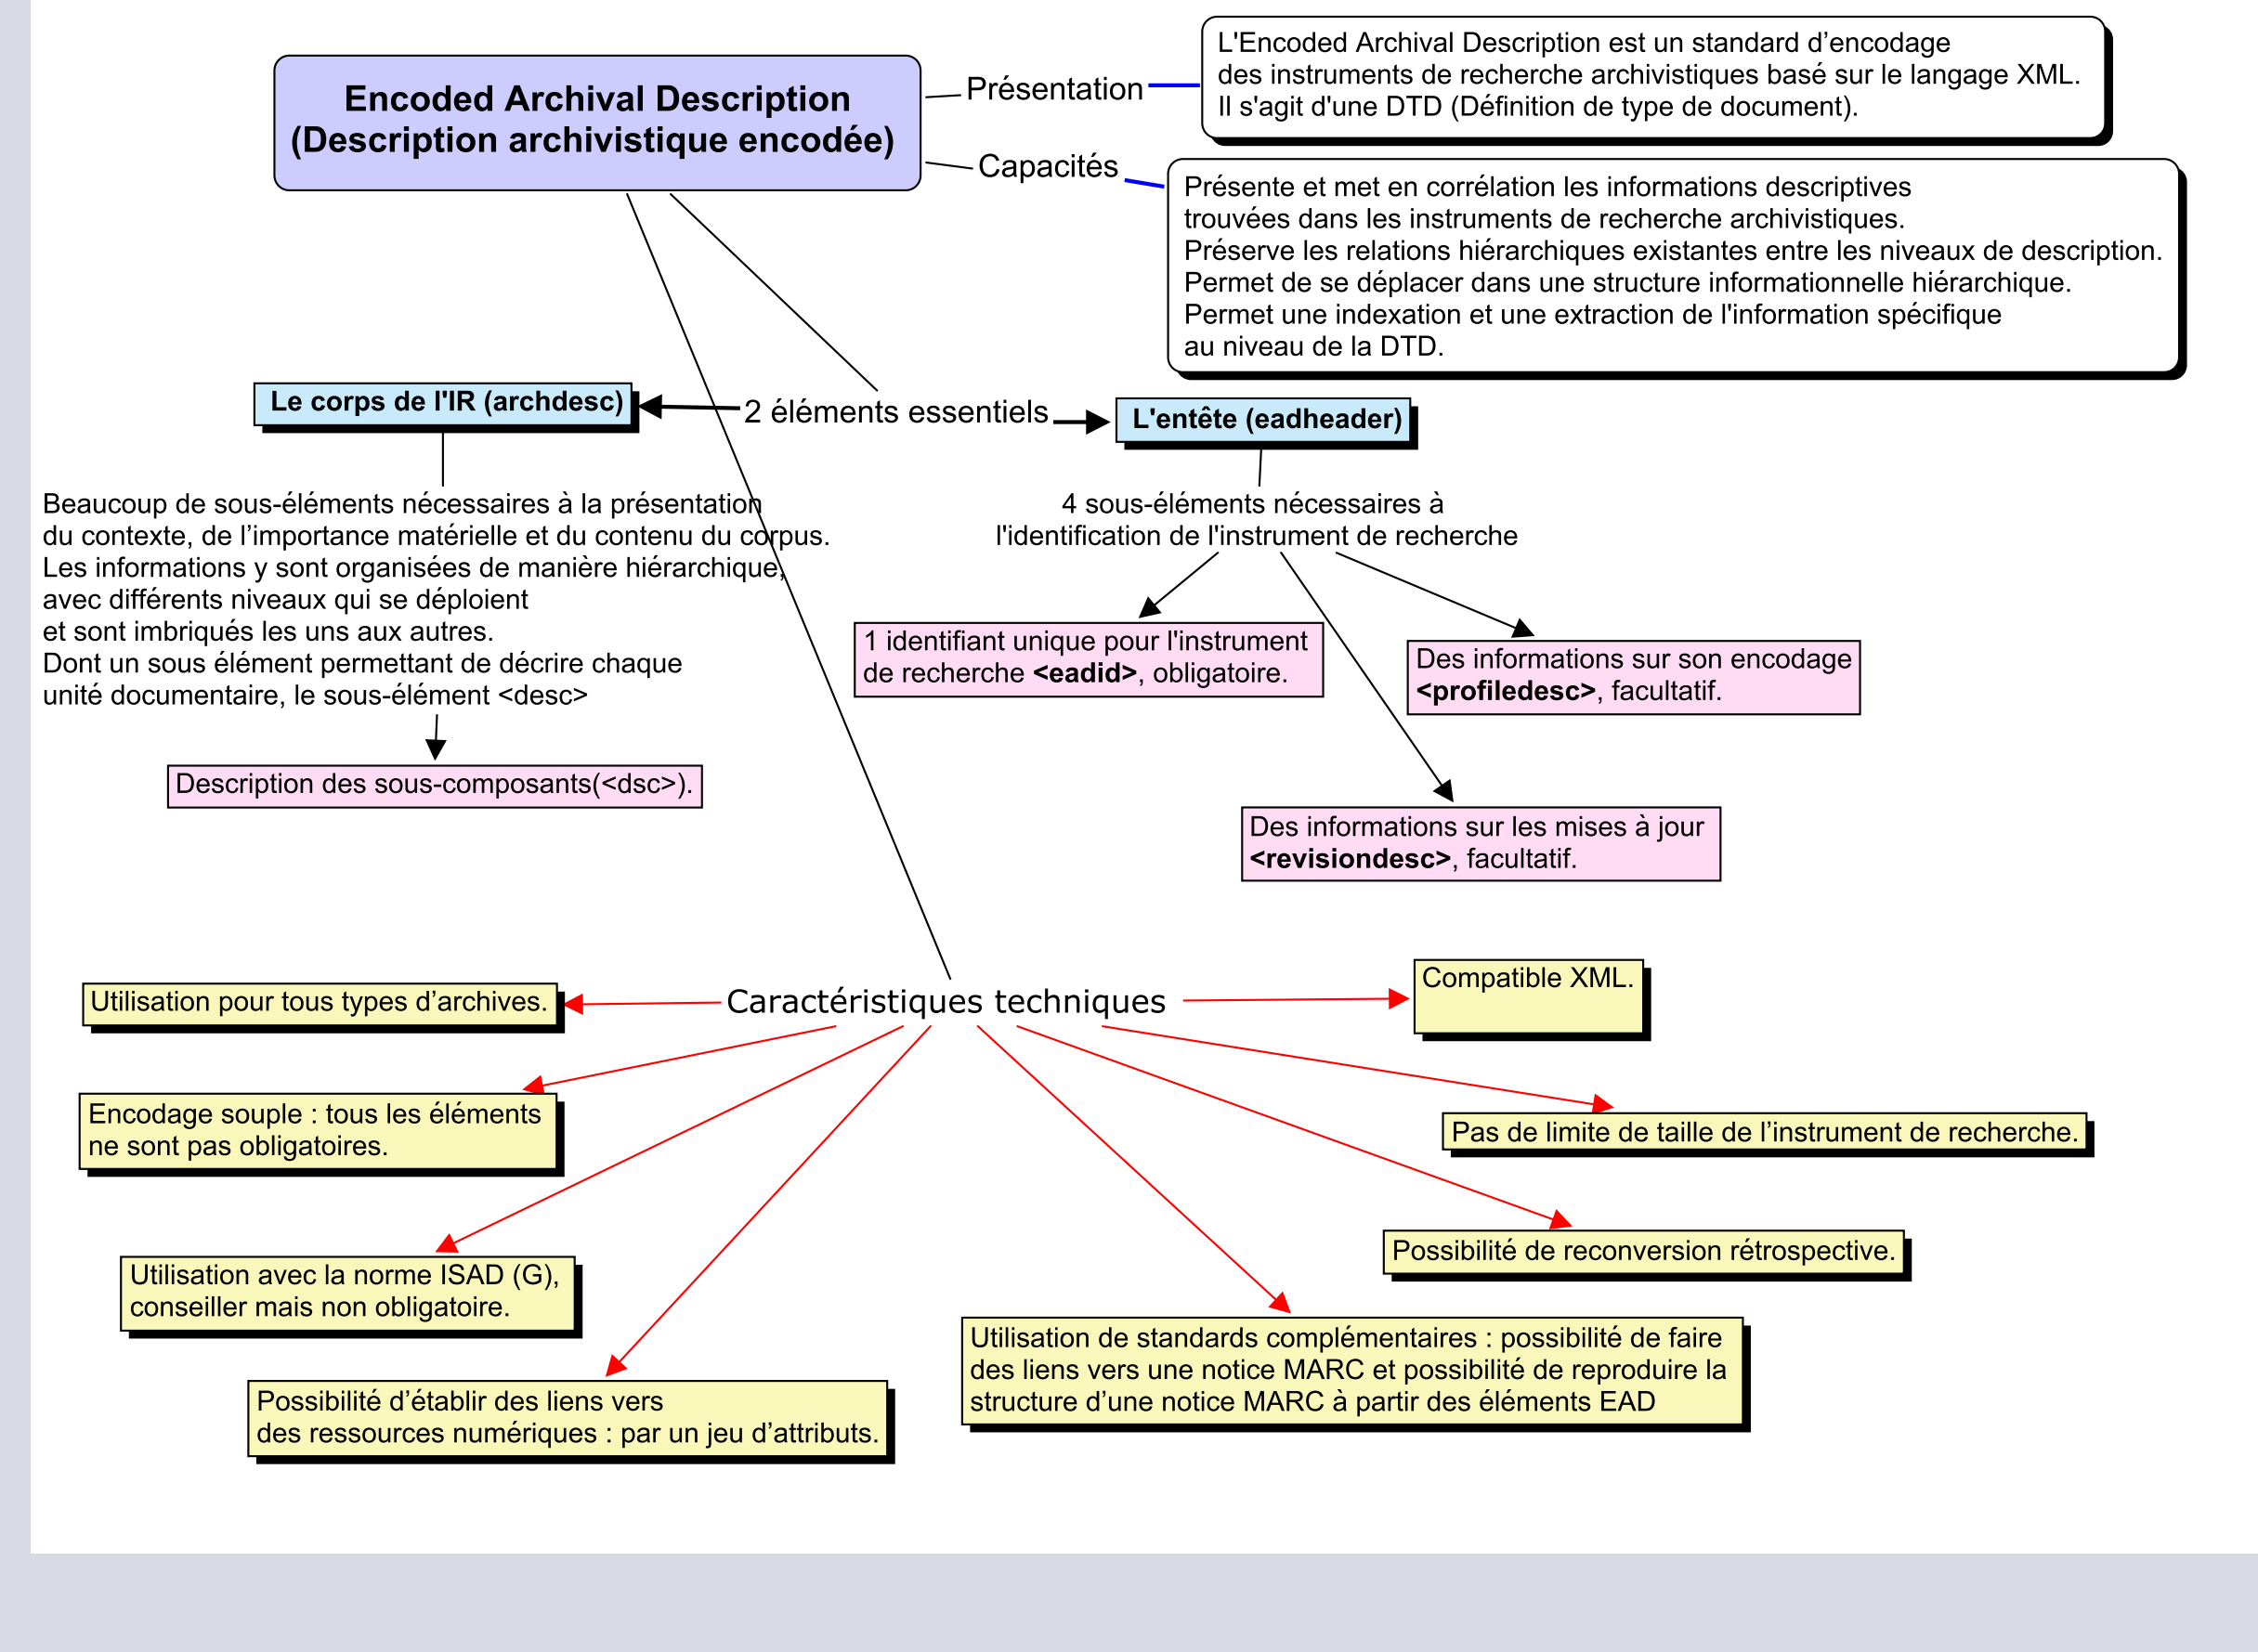 Encoded Archival Description
(Description archivistique encodée)
Présentation
L'Encoded Archival Description est un standard d’encodage
des instruments de recherche archivistiques basé sur le langage XML.
Il s'agit d'une DTD (Définition de type de document).
Capacités
Présente et met en corrélation les informations descriptives
trouvées dans les instruments de recherche archivistiques.
Préserve les relations hiérarchiques existantes entre les niveaux de description.
Permet de se déplacer dans une structure informationnelle hiérarchique.
Permet une indexation et une extraction de l'information spécifique
au niveau de la DTD.
Le corps de l'IR (archdesc)
2 éléments essentiels
L'entête (eadheader)
Beaucoup de sous-éléments nécessaires à la présentation
du contexte, de l’importance matérielle et du contenu du corpus.
Les informations y sont organisées de manière hiérarchique,
avec différents niveaux qui se déploient
et sont imbriqués les uns aux autres.
Dont un sous élément permettant de décrire chaque
unité documentaire, le sous-élément <desc>
Description des sous-composants(<dsc>).
4 sous-éléments nécessaires à
l'identification de l'instrument de recherche
1 identifiant unique pour l'instrument
de recherche <eadid>, obligatoire.
Des informations sur son encodage
<profiledesc>, facultatif.
Des informations sur les mises à jour
<revisiondesc>, facultatif.
Caractéristiques techniques
Utilisation pour tous types d’archives.
Compatible XML.
Encodage souple : tous les éléments
ne sont pas obligatoires.
Pas de limite de taille de l’instrument de recherche.
Utilisation avec la norme ISAD (G),
conseiller mais non obligatoire.
Possibilité de reconversion rétrospective.
Possibilité d’établir des liens vers
des ressources numériques : par un jeu d’attributs.
Utilisation de standards complémentaires : possibilité de faire
des liens vers une notice MARC et possibilité de reproduire la
structure d’une notice MARC à partir des éléments EAD